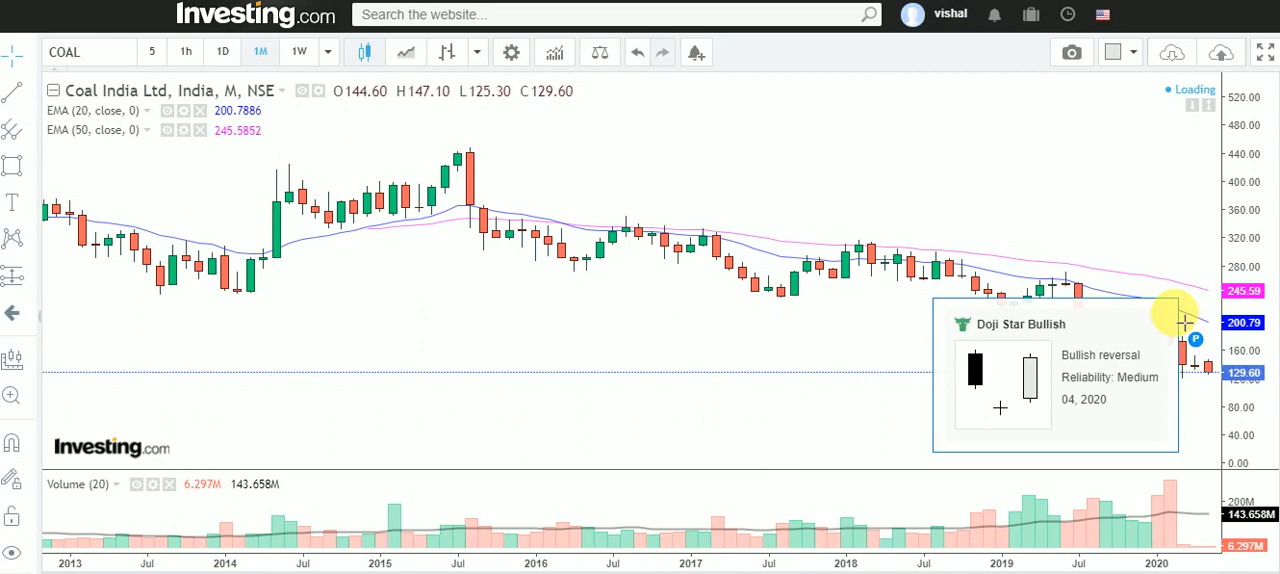 Investing.com
Search the website...
vishal
COAL
5 1h 1D 1M 1W
Coal India Ltd, India, M, NSE O144.60 H147.10 L125.30 C129.60
Loading
EMA (20, close, 0) 200.7886
EMA (50, close, 0) 245.5852
520.00
480.00
440.00
400.00
360.00
320.00
280.00
245.59
200.79
160.00
129.60
120.00
80.00
40.00
0.00
Doji Star Bullish
Bullish reversal
Reliability: Medium
04, 2020
P
Investing.com
Volume (20) 6.297M 143.658M
200M
143.658M
6.297M
2013 Jul 2014 Jul 2015 Jul 2016 Jul 2017 Jul 2018 Jul 2019 Jul 2020